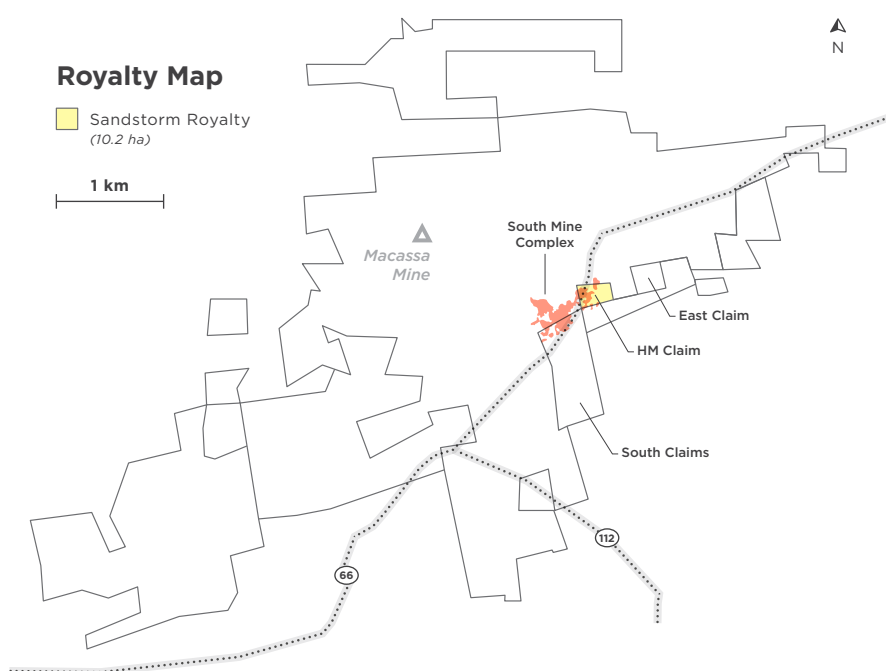 Royalty Map
Sandstorm Royalty
(10.2 ha)
1 km
N
South Mine
Complex
Macassa
Mine
East Claim
HM Claim
South Claims
112
66